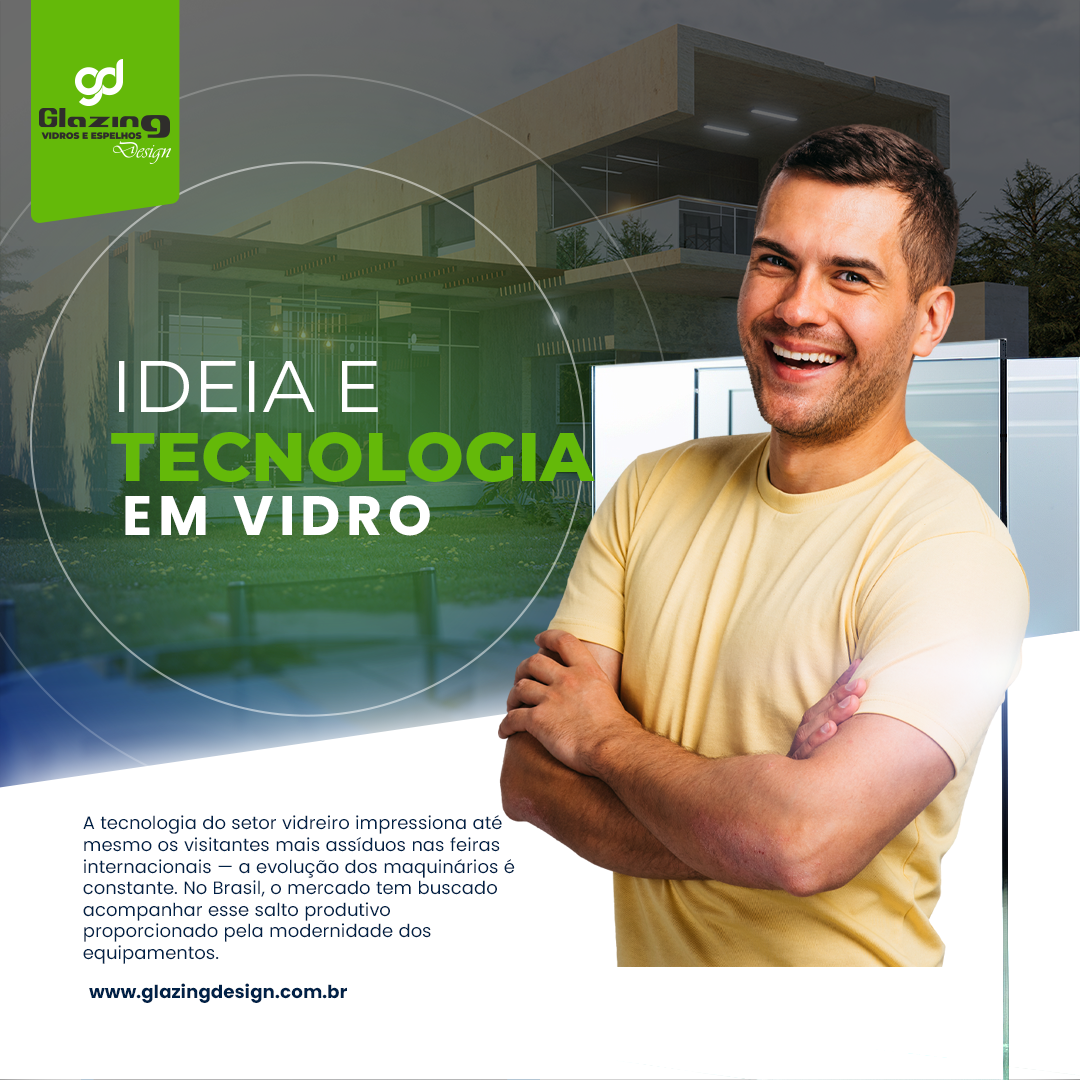 gd
Glazing
VIDROS E ESPELHOS
Design
IDEIA E
TECNOLOGIA
EM VIDRO
A tecnologia do setor vidreiro impressiona até
mesmo os visitantes mais assíduos nas feiras
internacionais — a evolução dos maquinários é
constante. No Brasil, o mercado tem buscado
acompanhar esse salto produtivo
proporcionado pela modernidade dos
equipamentos.
www.glazingdesign.com.br